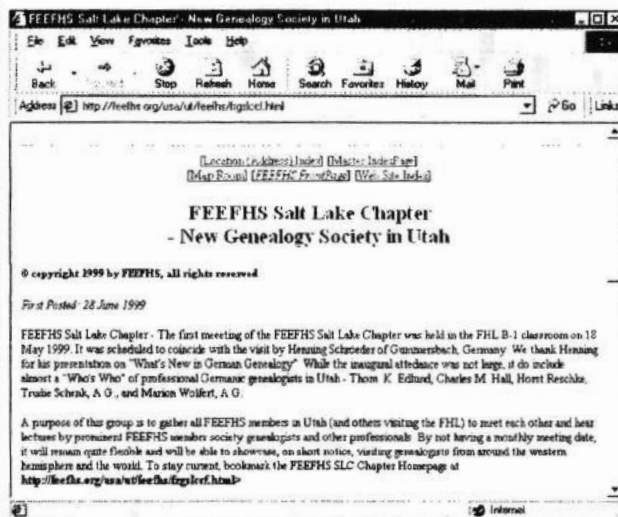 FEEFHS Salt Lake Chapter - New Genealogy Society in Utah
File Edit View Favorites Tools Help
Back Stop Refresh Home Search Favorites History Mail Print
Address http://feefhs.org/usa/ut/feefhs/frgslccl.html Go Links
[Location (Address) Index] [Master Index Page]
[Map Room] [FEEFHS FrontPage] [Web Site Index]
FEEFHS Salt Lake Chapter
- New Genealogy Society in Utah
© copyright 1999 by FEEFHS, all rights reserved
First Posted: 28 June 1999
FEEFHS Salt Lake Chapter - The first meeting of the FEEFHS Salt Lake Chapter was held in the FHL B-1 classroom on 18
May 1999. It was scheduled to coincide with the visit by Henning Schroeder of Gummersbach, Germany. We thank Henning
for his presentation on "What's New in German Genealogy" While the inaugural attedance was not large, it do include
almost a "Who's Who" of professional Germanic genealogists in Utah - Thom K. Edlund, Charles M. Hall, Horst Reschke,
Trudie Schenk, A.G., and Marion Wolfert, A.G.
A purpose of this group is to gather all FEEFHS members in Utah (and others visiting the FHL) to meet each other and hear
lectures by prominent FEEFHS member society genealogists and other professionals. By not having a monthly meeting date,
it will remain quite flexible and will be able to showcase, on short notice, visiting genealogists from around the western
hemisphere and the world. To stay current, bookmark the FEEFHS SLC Chapter Homepage at
http://feefhs.org/usa/ut/feefhs/frgslcrf.html>
Internet